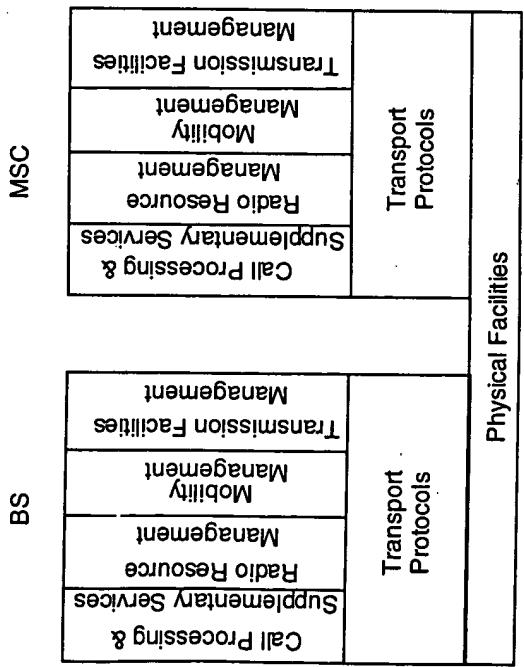 BS
Call Processing &
Supplementary Services
Radio Resource
Management
Mobility
Management
Transmission Facilities
Management
Transport
Protocols
MSC
Call Processing &
Supplementary Services
Radio Resource
Management
Mobility
Management
Transmission Facilities
Management
Transport
Protocols
Physical Facilities